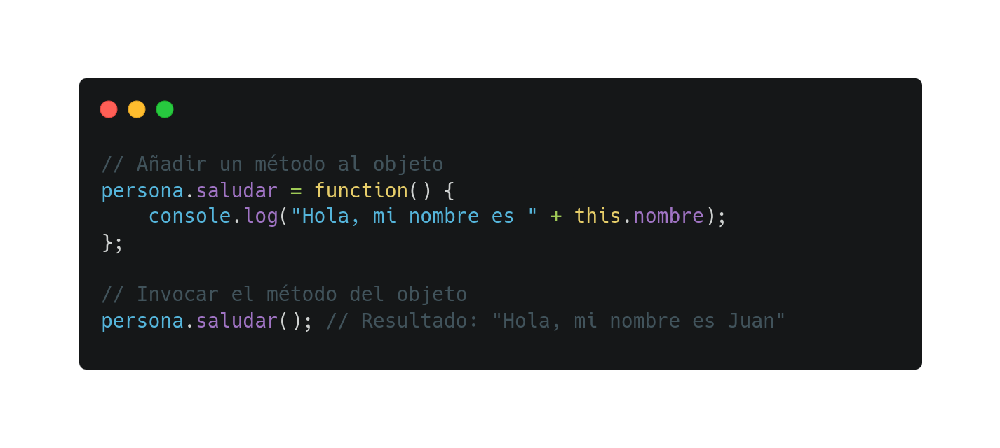 // Añadir un método al objeto
persona.saludar = function() {
    console.log("Hola, mi nombre es " + this.nombre);
};
// Invocar el método del objeto
persona.saludar(); // Resultado: "Hola, mi nombre es Juan"